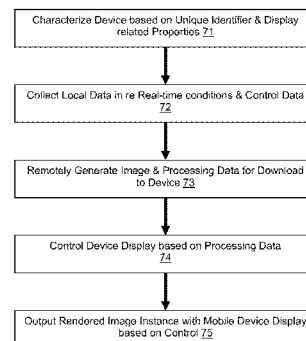 Characterize Device based on Unique Identifier & Display
related Properties 71
Collect Local Data in re Real-time conditions & Control Data
72
Remotely Generate Image & Processing Data for Download
to Device 73
Control Device Display based on Processing Data
74
Output Rendered Image Instance with Mobile Device Display
based on Control 75